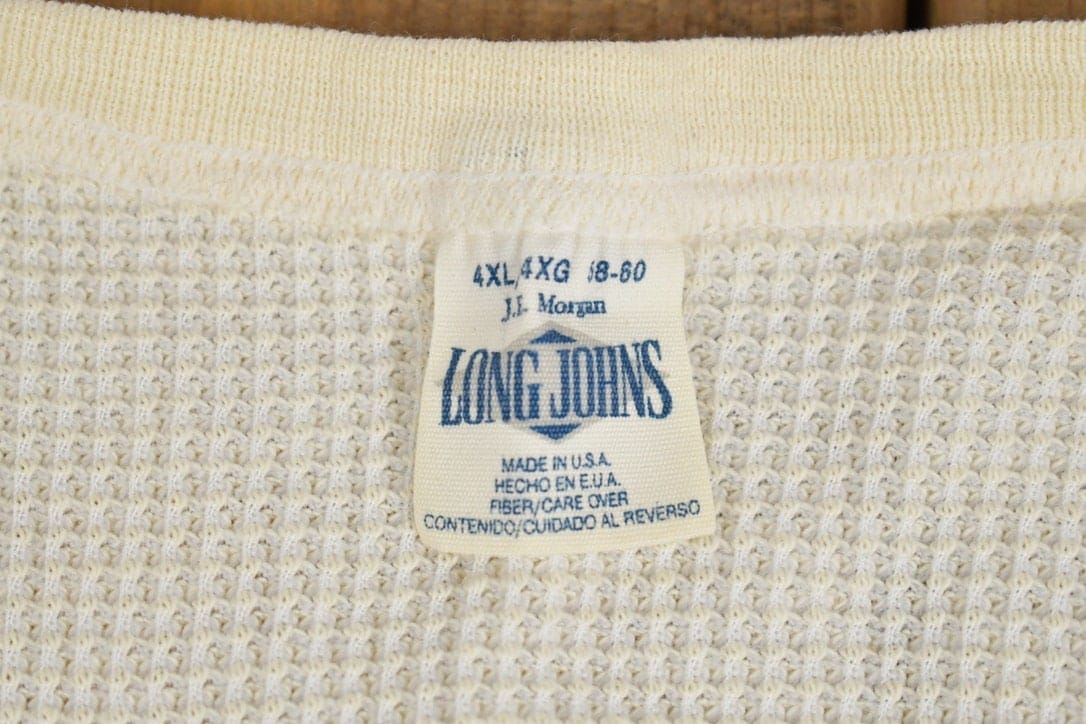 4XL/4XG 58-60
J.E. Morgan
LONG JOHNS
MADE IN U.S.A.
HECHO EN E.U.A.
FIBER/CARE OVER
CONTENIDO/CUIDADO AL REVERSO